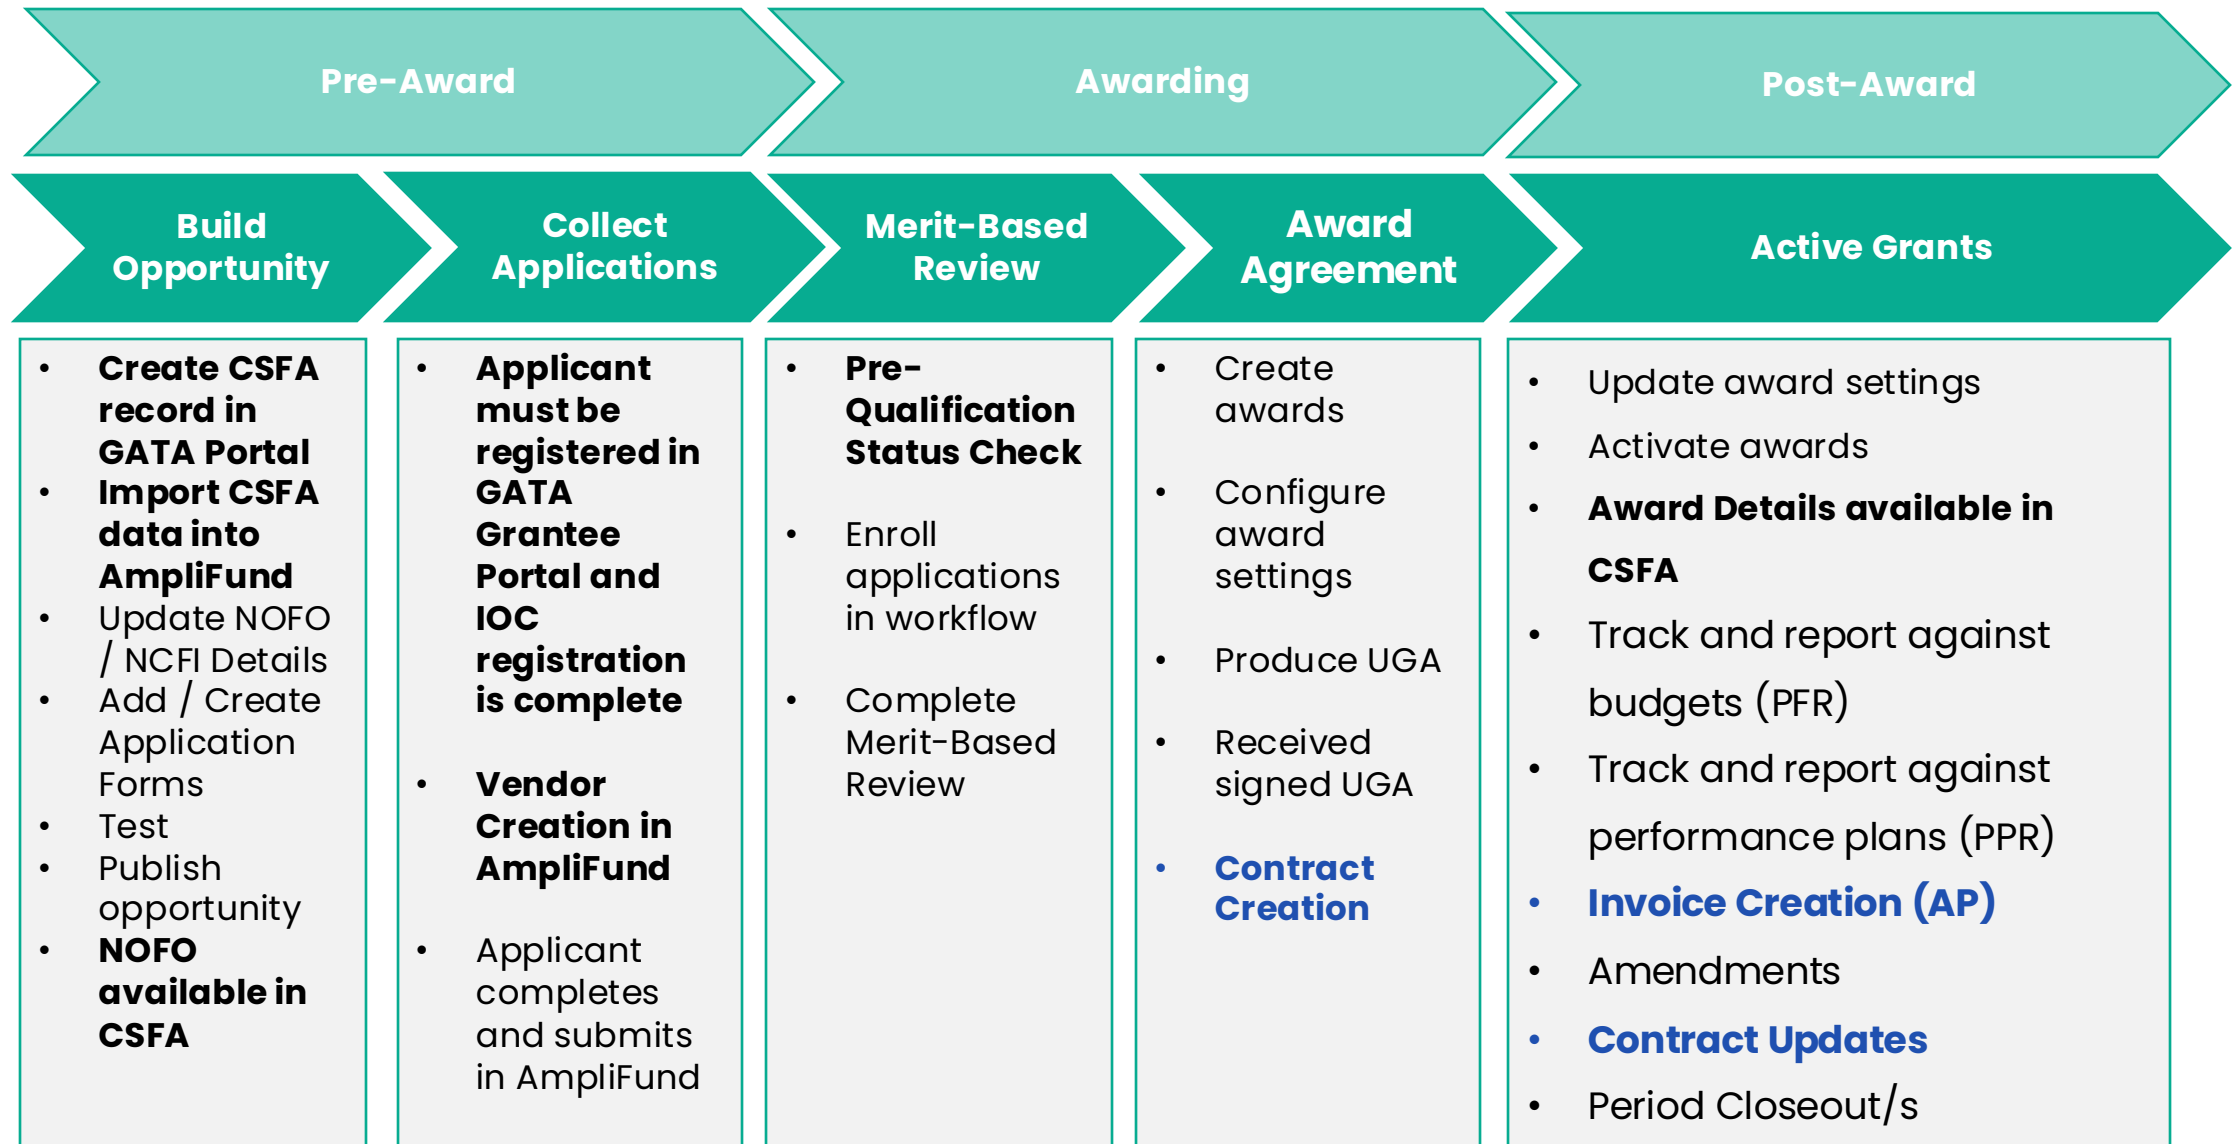 Pre-Award
Awarding
Post-Award
Build
Opportunity
Collect
Applications
Merit-Based
Review
Award
Agreement
Active Grants
• Create CSFA
record in
GATA Portal
• Import CSFA
data into
AmpliFund
• Update NOFO
/ NCFI Details
• Add / Create
Application
Forms
• Test
• Publish
opportunity
• NOFO
available in
CSFA
• Applicant
must be
registered in
GATA
Grantee
Portal and
IOC
registration
is complete
• Vendor
Creation in
AmpliFund
• Applicant
completes
and submits
in AmpliFund
• Pre-
Qualification
Status Check
• Enroll
applications
in workflow
• Complete
Merit-Based
Review
• Create
awards
• Configure
award
settings
• Produce UGA
• Received
signed UGA
• Contract
Creation
• Update award settings
• Activate awards
• Award Details available in
CSFA
• Track and report against
budgets (PFR)
• Track and report against
performance plans (PPR)
• Invoice Creation (AP)
• Amendments
• Contract Updates
• Period Closeout/s